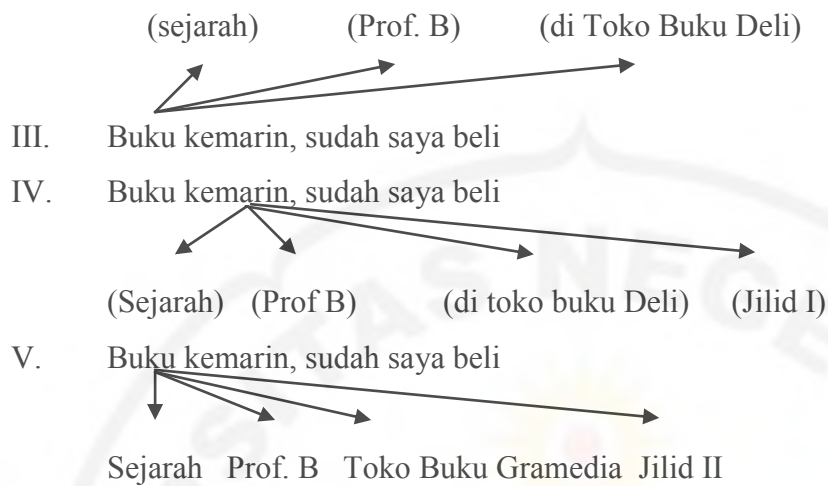 (sejarah) (Prof. B) (di Toko Buku Deli)
III. Buku kemarin, sudah saya beli
IV. Buku kemarin, sudah saya beli
(Sejarah) (Prof B) (di toko buku Deli) (Jilid I)
V. Buku kemarin, sudah saya beli
Sejarah Prof. B Toko Buku Gramedia Jilid II